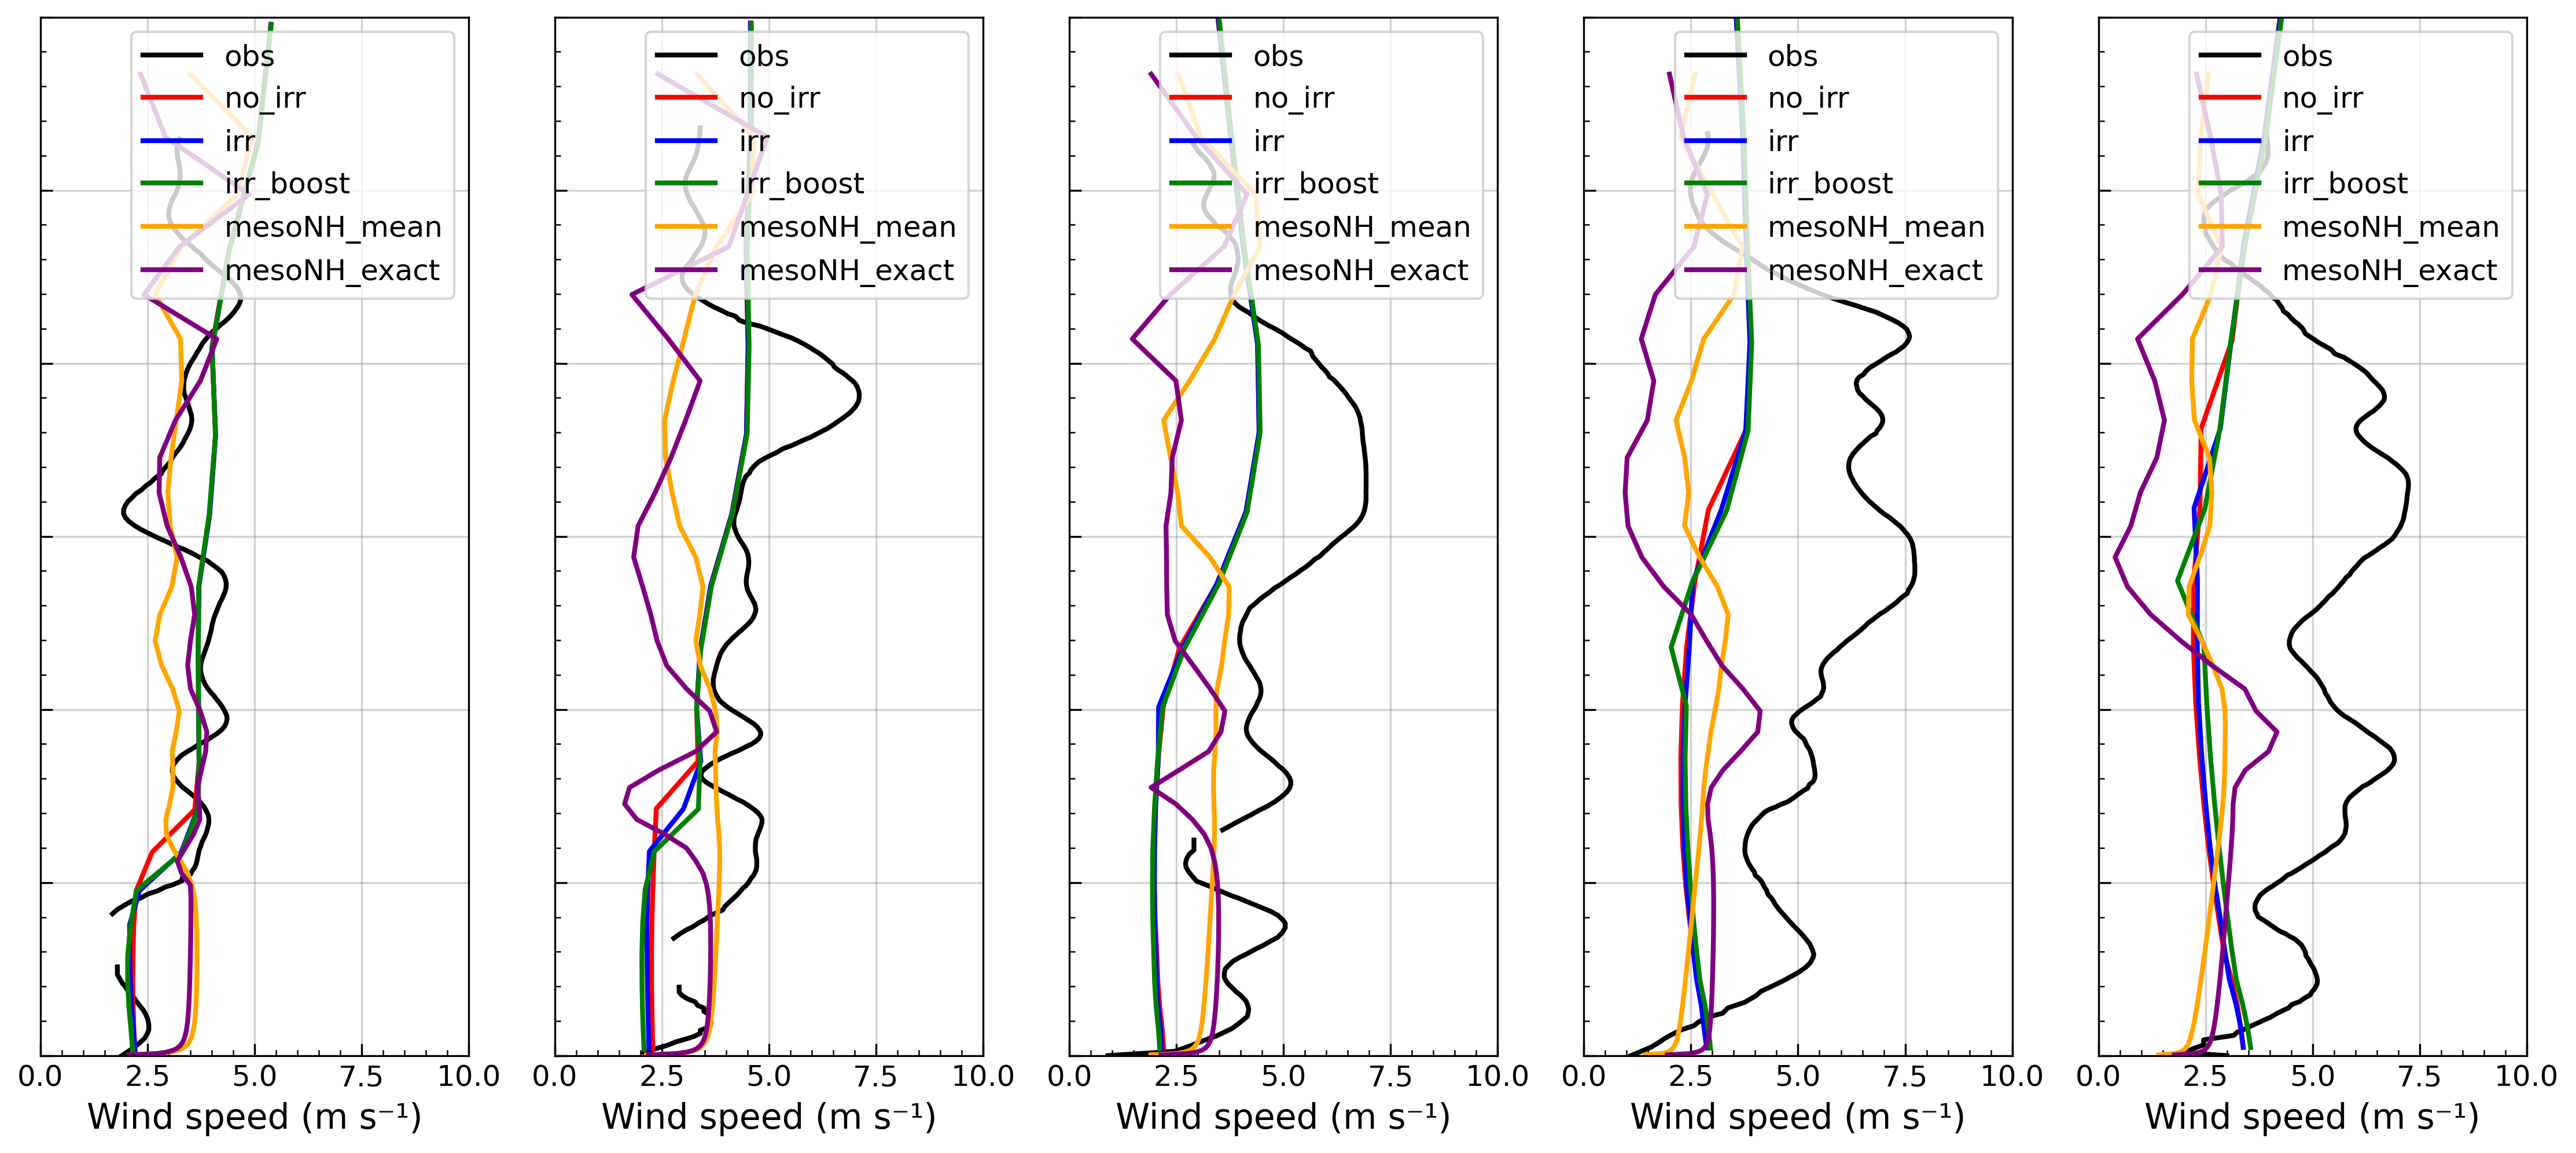 obs
no_irr
irr
irr_boost
mesoNH_mean
mesoNH_exact
0.0 2.5 5.0 7.5 10.0
Wind speed (m s⁻¹)
obs
no_irr
irr
irr_boost
mesoNH_mean
mesoNH_exact
0.0 2.5 5.0 7.5 10.0
Wind speed (m s⁻¹)
obs
no_irr
irr
irr_boost
mesoNH_mean
mesoNH_exact
0.0 2.5 5.0 7.5 10.0
Wind speed (m s⁻¹)
obs
no_irr
irr
irr_boost
mesoNH_mean
mesoNH_exact
0.0 2.5 5.0 7.5 10.0
Wind speed (m s⁻¹)
obs
no_irr
irr
irr_boost
mesoNH_mean
mesoNH_exact
0.0 2.5 5.0 7.5 10.0
Wind speed (m s⁻¹)